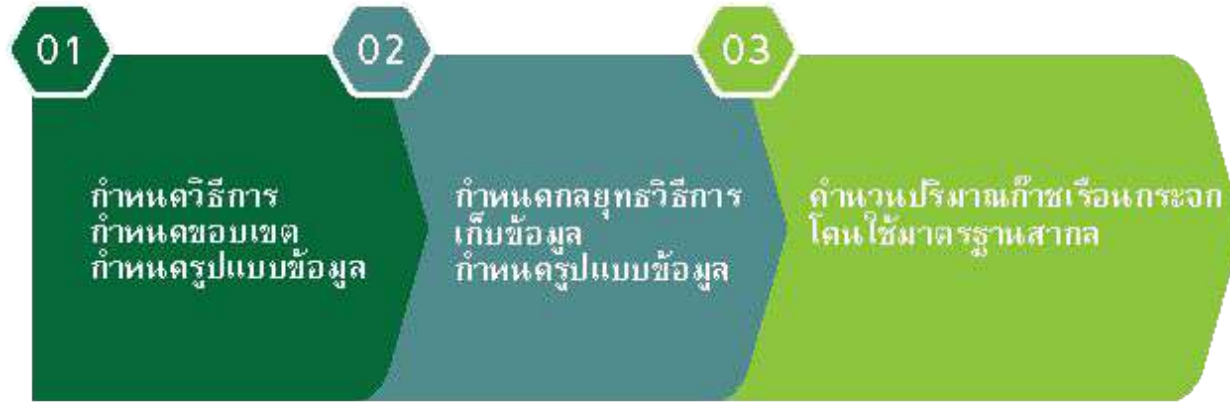 01
กำหนดวิธีการ
กำหนดขอบเขต
กำหนดรูปแบบข้อมูล
02
กำหนดกลยุทธวิธีการ
เก็บข้อมูล
กำหนดรูปแบบข้อมูล
03
คำนวนปริมาณก๊าซเรือนกระจก
โดนใช้มาตรฐานสากล